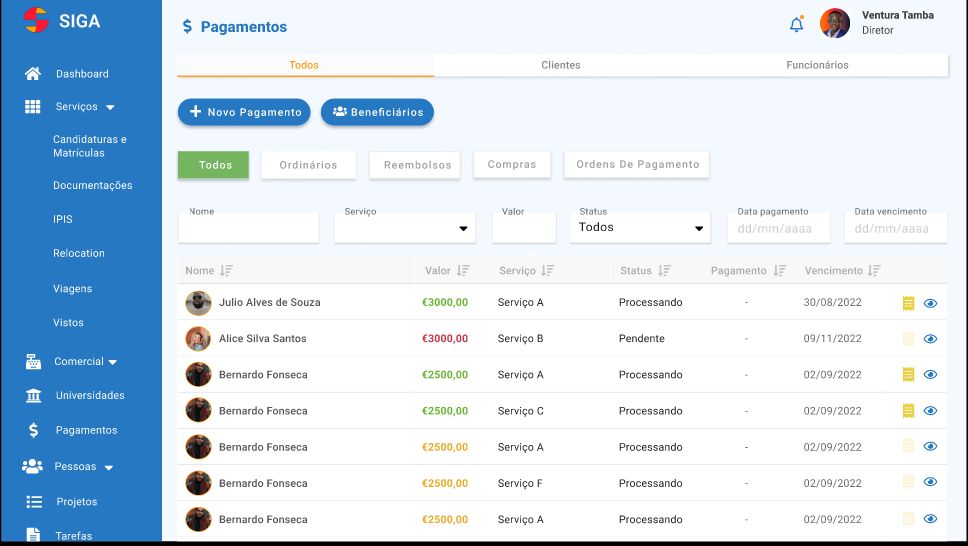 SIGA
Dashboard
Serviços
Candidaturas e
Matrículas
Documentações
IPIS
Relocation
Viagens
Vistos
Comercial
Universidades
Pagamentos
Pessoas
Projetos
Tarefas
$ Pagamentos
Ventura Tamba
Diretor
Todos Clientes Funcionários
+ Novo Pagamento Beneficiários
Todos Ordinários Reembolsos Compras Ordens De Pagamento
Nome Serviço Valor Status Data pagamento Data vencimento
Todos dd/mm/aaaa dd/mm/aaaa
Nome Valor Serviço Status Pagamento Vencimento
Julio Alves de Souza €3000,00 Serviço A Processando - 30/08/2022
Alice Silva Santos €3000,00 Serviço B Pendente - 09/11/2022
Bernardo Fonseca €2500,00 Serviço A Processando - 02/09/2022
Bernardo Fonseca €2500,00 Serviço C Processando - 02/09/2022
Bernardo Fonseca €2500,00 Serviço A Processando - 02/09/2022
Bernardo Fonseca €2500,00 Serviço F Processando - 02/09/2022
Bernardo Fonseca €2500,00 Serviço A Processando - 02/09/2022